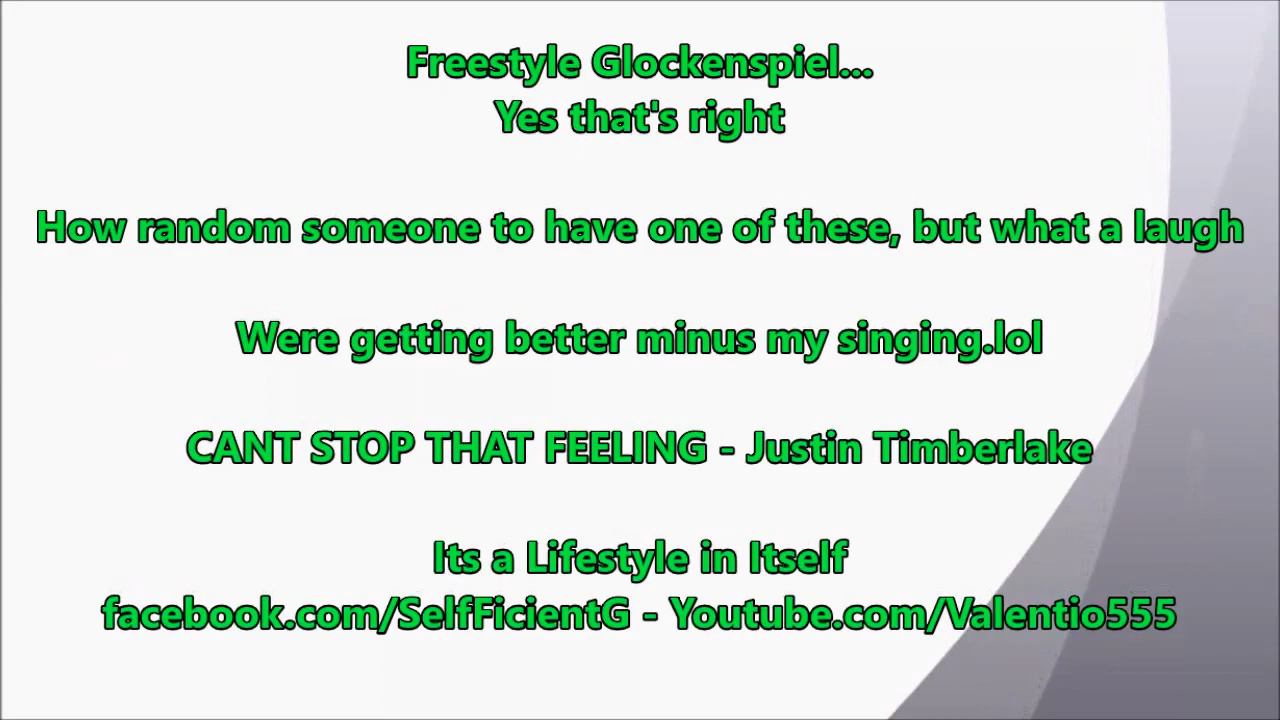 Freestyle Glockenspiel...
Yes that's right
How random someone to have one of these, but what a laugh
Were getting better minus my singing.lol
CANT STOP THAT FEELING - Justin Timberlake
Its a Lifestyle in Itself
facebook.com/SelfFicientG - Youtube.com/Valentio555